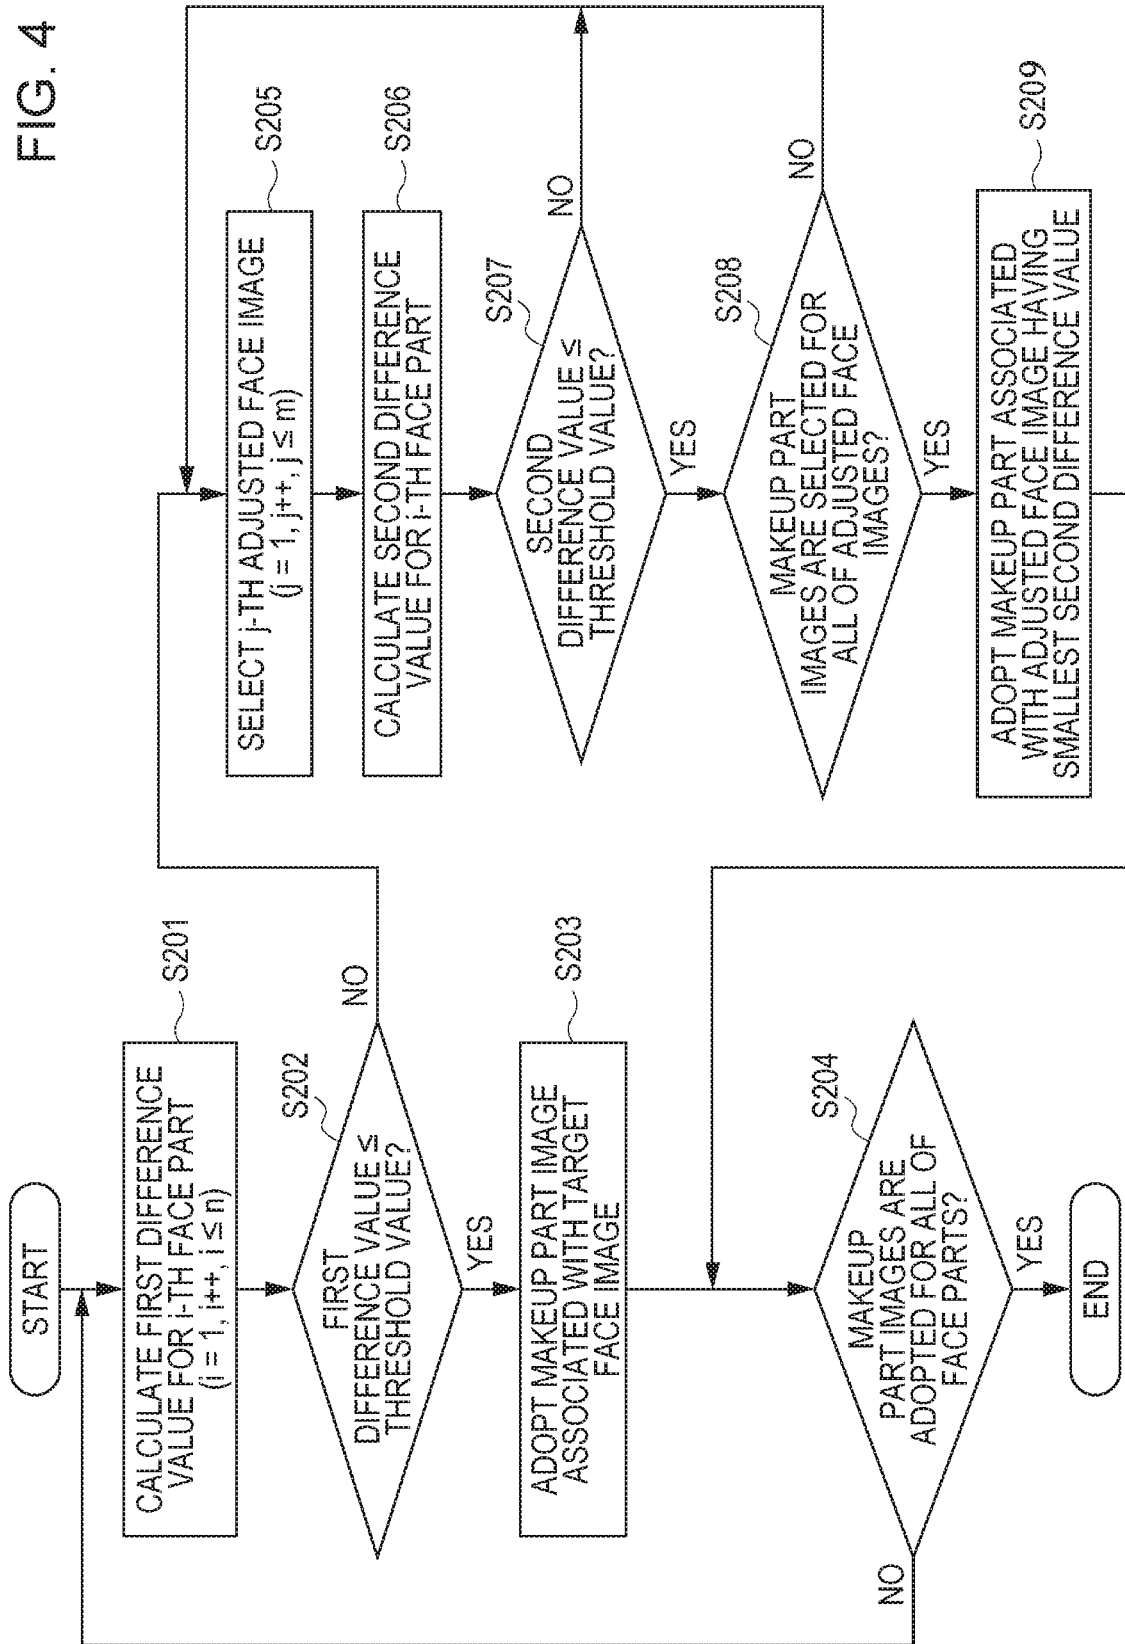 FIG. 4
START
CALCULATE FIRST DIFFERENCE
VALUE FOR i-TH FACE PART
(i = 1, i++, i ≤ n)
S201
FIRST
DIFFERENCE VALUE ≤
THRESHOLD VALUE?
S202
NO
YES
ADOPT MAKEUP PART IMAGE
ASSOCIATED WITH TARGET
FACE IMAGE
S203
MAKEUP
PART IMAGES ARE
ADOPTED FOR ALL OF
FACE PARTS?
S204
NO
YES
END
SELECT j-TH ADJUSTED FACE IMAGE
(j = 1, j++, j ≤ m)
S205
CALCULATE SECOND DIFFERENCE
VALUE FOR i-TH FACE PART
S206
SECOND
DIFFERENCE VALUE ≤
THRESHOLD VALUE?
S207
NO
YES
MAKEUP PART
IMAGES ARE SELECTED FOR
ALL OF ADJUSTED FACE
IMAGES?
S208
NO
YES
ADOPT MAKEUP PART ASSOCIATED
WITH ADJUSTED FACE IMAGE HAVING
SMALLEST SECOND DIFFERENCE VALUE
S209